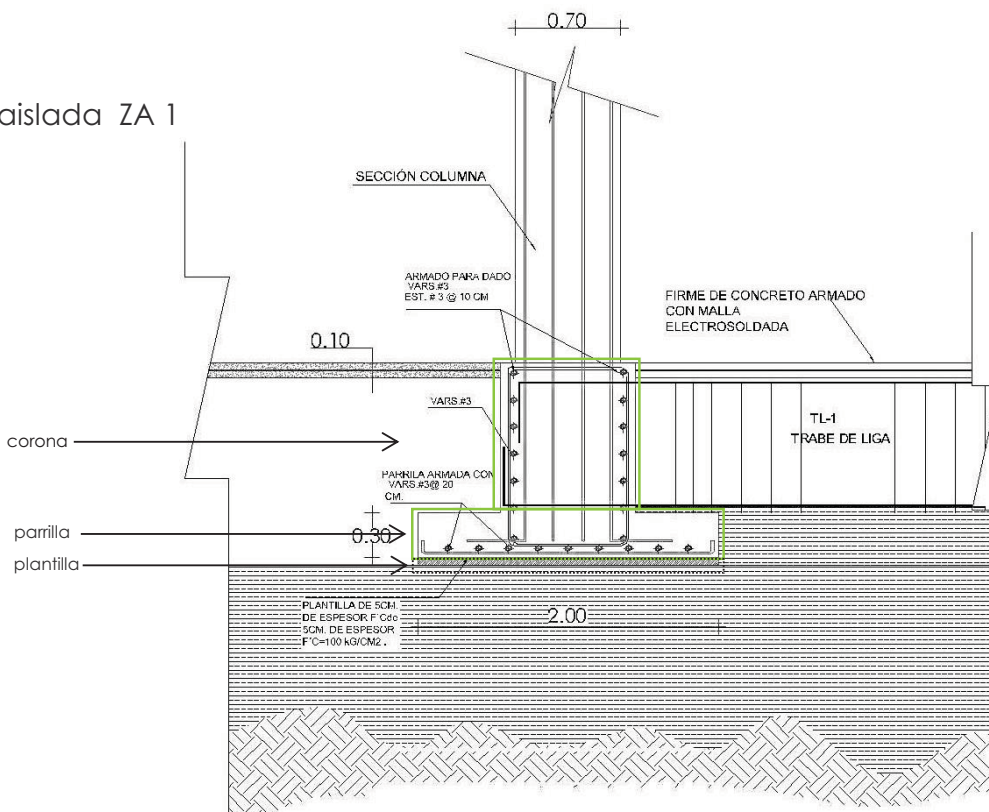 0.70
aislada ZA 1
SECCIÓN COLUMNA
ARMADO PARA DADO
VARS.#3
EST. # 3 @ 10 CM
FIRME DE CONCRETO ARMADO
CON MALLA
ELECTROSOLDADA
0.10
VARS.#3
TL-1
TRABE DE LIGA
corona
PARRILA ARMADA CON
VARS.#3@ 20
CM.
parrilla
0.30
plantilla
PLANTILLA DE 5CM.
DE ESPESOR F'Cdc
5CM. DE ESPESOR
F'C=100 kG/CM2 .
2.00